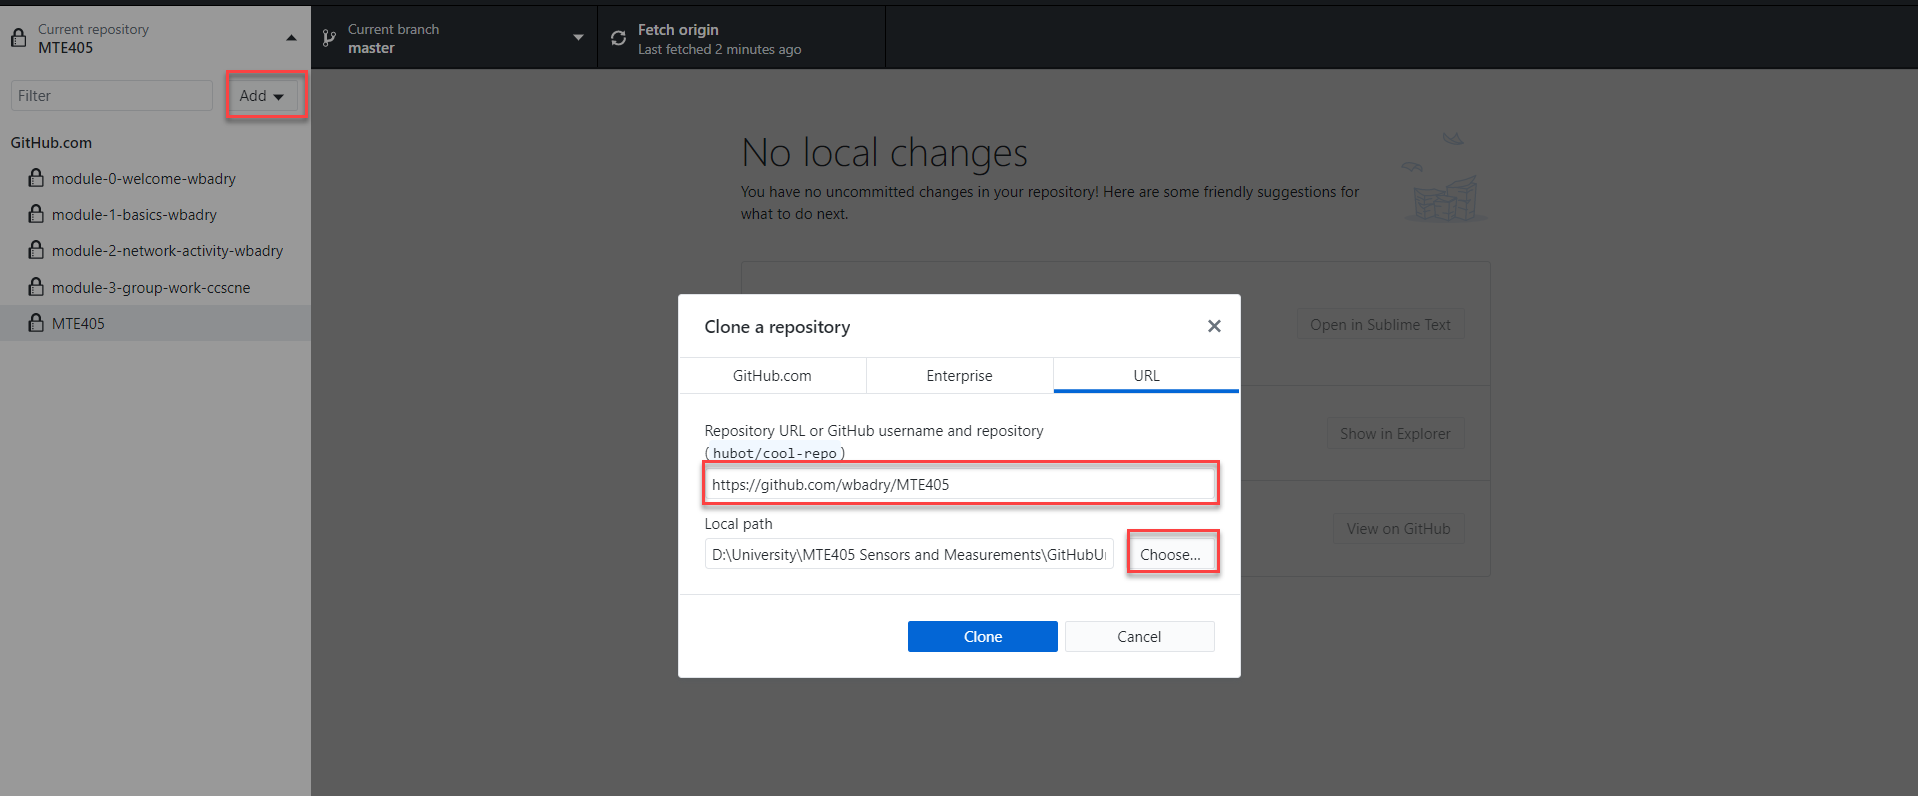 Current repository
MTE405
Current branch
master
Fetch origin
Last fetched 2 minutes ago
Filter
Add
GitHub.com
module-0-welcome-wbadry
module-1-basics-wbadry
module-2-network-activity-wbadry
module-3-group-work-ccscne
MTE405
No local changes
You have no uncommitted changes in your repository! Here are some friendly suggestions for
what to do next.
Open in Sublime Text
Show in Explorer
View on GitHub
Clone a repository
GitHub.com
Enterprise
URL
Repository URL or GitHub username and repository
(hubot/cool-repo)
https://github.com/wbadry/MTE405
Local path
D:\University\MTE405 Sensors and Measurements\GitHubU
Choose...
Clone
Cancel